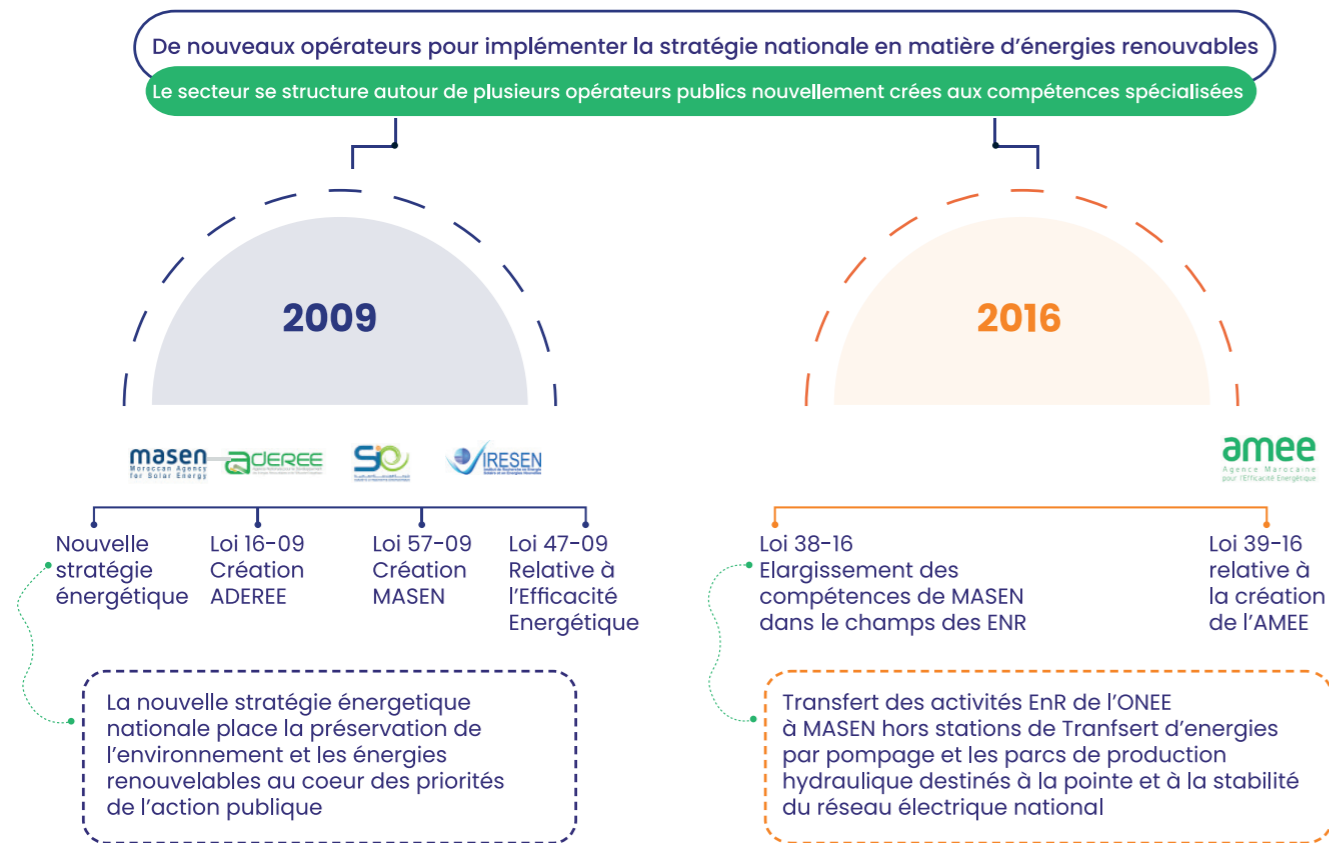 De nouveaux opérateurs pour implémenter la stratégie nationale en matière d'énergies renouvables
Le secteur se structure autour de plusieurs opérateurs publics nouvellement crées aux compétences spécialisées
2009
masen
Moroccan Agency
for Solar Energy
aDEREE
SIE
IRESEN
Nouvelle
stratégie
énergétique
Loi 16-09
Création
ADEREE
Loi 57-09
Création
MASEN
Loi 47-09
Relative à
l'Efficacité
Energétique
La nouvelle stratégie énergetique
nationale place la préservation de
l'environnement et les énergies
renouvelables au coeur des priorités
de l'action publique
2016
amee
Agence Marocaine
pour l'Efficacité Energétique
Loi 38-16
Elargissement des
compétences de MASEN
dans le champs des ENR
Loi 39-16
relative à
la création
de l'AMEE
Transfert des activités EnR de l'ONEE
à MASEN hors stations de Tranfsert d'energies
par pompage et les parcs de production
hydraulique destinés à la pointe et à la stabilité
du réseau électrique national